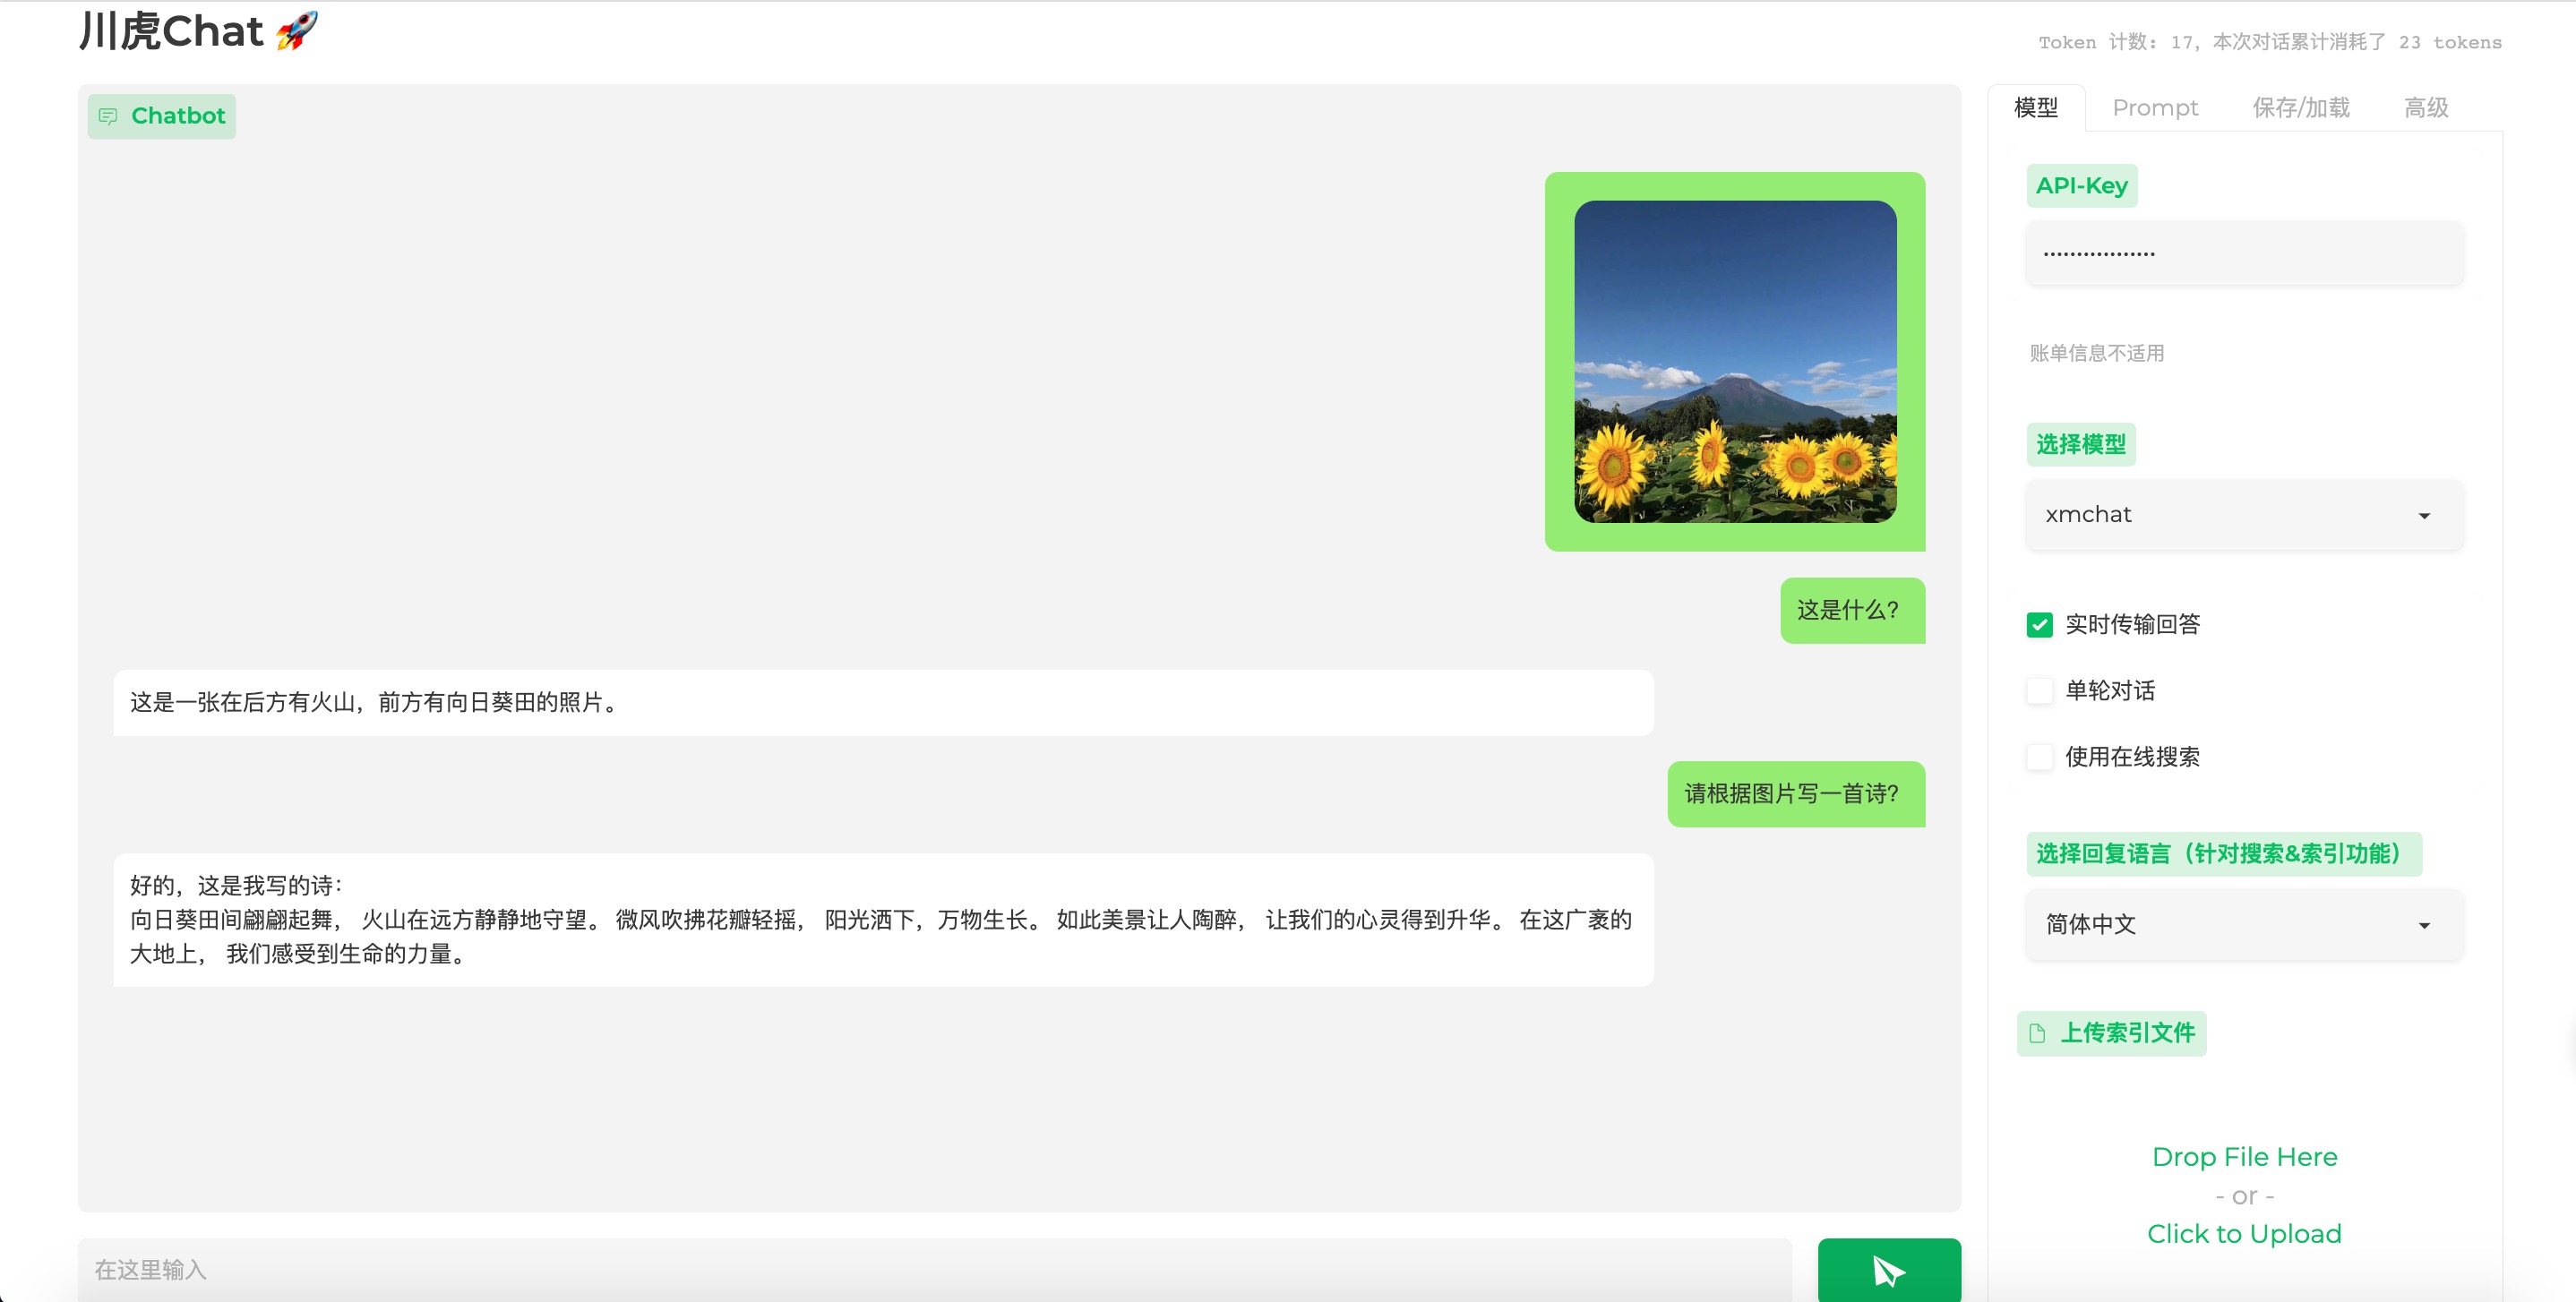 川虎Chat 🚀
Token 计数: 17, 本次对话累计消耗了 23 tokens
Chatbot
这是什么?
这是一张在后方有火山，前方有向日葵田的照片。
请根据图片写一首诗?
好的，这是我写的诗：
向日葵田间翩翩起舞， 火山在远方静静地守望。 微风吹拂花瓣轻摇， 阳光洒下，万物生长。 如此美景让人陶醉， 让我们的心灵得到升华。 在这广袤的
大地上， 我们感受到生命的力量。
在这里输入
模型 Prompt 保存/加载 高级
API-Key
·················
账单信息不适用
选择模型
xmchat
实时传输回答
单轮对话
使用在线搜索
选择回复语言（针对搜索&索引功能）
简体中文
上传索引文件
Drop File Here
- or -
Click to Upload